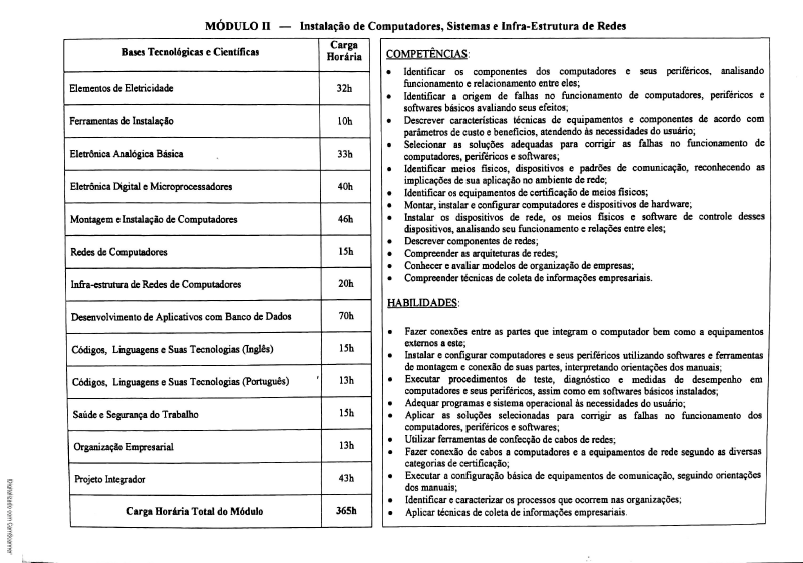 MÓDULO II — Instalação de Computadores, Sistemas e Infra-Estrutura de Redes
Bases Tecnológicas e Científicas
Carga
Horária
Elementos de Eletricidade 32h
Ferramentas de Instalação 10h
Eletrônica Analógica Básica 33h
Eletrônica Digital e Microprocessadores 40h
Montagem e Instalação de Computadores 46h
Redes de Computadores 15h
Infra-estrutura de Redes de Computadores 20h
Desenvolvimento de Aplicativos com Banco de Dados 70h
Códigos, Linguagens e Suas Tecnologias (Inglês) 15h
Códigos, Linguagens e Suas Tecnologias (Português) 13h
Saúde e Segurança do Trabalho 15h
Organização Empresarial 13h
Projeto Integrador 43h
Carga Horária Total do Módulo 365h
COMPETÊNCIAS:
• Identificar os componentes dos computadores e seus periféricos, analisando
funcionamento e relacionamento entre eles;
• Identificar a origem de falhas no funcionamento de computadores, periféricos e
softwares básicos avaliando seus efeitos;
• Descrever características técnicas de equipamentos e componentes de acordo com
parâmetros de custo e benefícios, atendendo às necessidades do usuário;
• Selecionar as soluções adequadas para corrigir as falhas no funcionamento de
computadores, periféricos e softwares;
• Identificar meios físicos, dispositivos e padrões de comunicação, reconhecendo as
implicações de sua aplicação no ambiente de rede;
• Identificar os equipamentos de certificação de meios físicos;
• Montar, instalar e configurar computadores e dispositivos de hardware;
• Instalar os dispositivos de rede, os meios físicos e software de controle desses
dispositivos, analisando seu funcionamento e relações entre eles;
• Descrever componentes de redes;
• Compreender as arquiteturas de redes;
• Conhecer e avaliar modelos de organização de empresas;
• Compreender técnicas de coleta de informações empresariais.
HABILIDADES:
• Fazer conexões entre as partes que integram o computador bem como a equipamentos
externos a este;
• Instalar e configurar computadores e seus periféricos utilizando softwares e ferramentas
de montagem e conexão de suas partes, interpretando orientações dos manuais;
• Executar procedimentos de teste, diagnóstico e medidas de desempenho em
computadores e seus periféricos, assim como em softwares básicos instalados;
• Adequar programas e sistema operacional às necessidades do usuário;
• Aplicar as soluções selecionadas para corrigir as falhas no funcionamento dos
computadores, periféricos e softwares;
• Utilizar ferramentas de confecção de cabos de redes;
• Fazer conexão de cabos a computadores e a equipamentos de rede segundo as diversas
categorias de certificação;
• Executar a configuração básica de equipamentos de comunicação, seguindo orientações
dos manuais;
• Identificar e caracterizar os processos que ocorrem nas organizações;
• Aplicar técnicas de coleta de informações empresariais.
Digitalizado com CamScanner